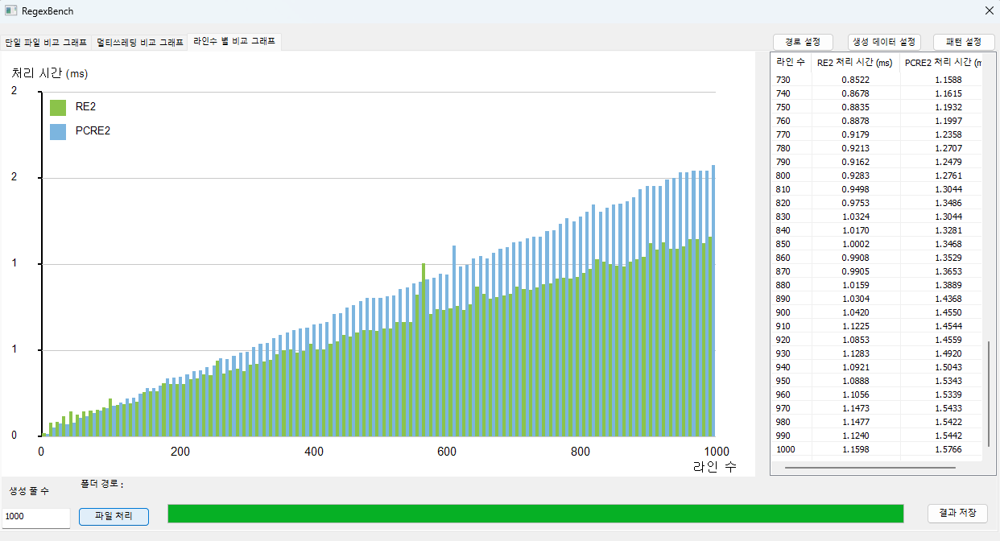 RegexBench
단일 파일 비교 그래프 멀티쓰레딩 비교 그래프 라인수 별 비교 그래프
경로 설정 생성 데이터 설정 패턴 설정
처리 시간 (ms)
2
RE2
PCRE2
2
1
1
0
0 200 400 600 800 1000
라인 수
라인 수 RE2 처리 시간 (ms) PCRE2 처리 시간 (m
730 0.8522 1.1588
740 0.8678 1.1615
750 0.8835 1.1932
760 0.8878 1.1997
770 0.9179 1.2358
780 0.9213 1.2707
790 0.9162 1.2479
800 0.9283 1.2761
810 0.9498 1.3044
820 0.9753 1.3486
830 1.0324 1.3044
840 1.0170 1.3281
850 1.0002 1.3468
860 0.9908 1.3529
870 0.9905 1.3653
880 1.0159 1.3889
890 1.0304 1.4368
900 1.0420 1.4550
910 1.1225 1.4544
920 1.0853 1.4559
930 1.1283 1.4920
940 1.0921 1.5043
950 1.0888 1.5343
960 1.1056 1.5339
970 1.1473 1.5433
980 1.1477 1.5422
990 1.1240 1.5442
1000 1.1598 1.5766
생성 줄 수
폴더 경로 :
1000
파일 처리
결과 저장